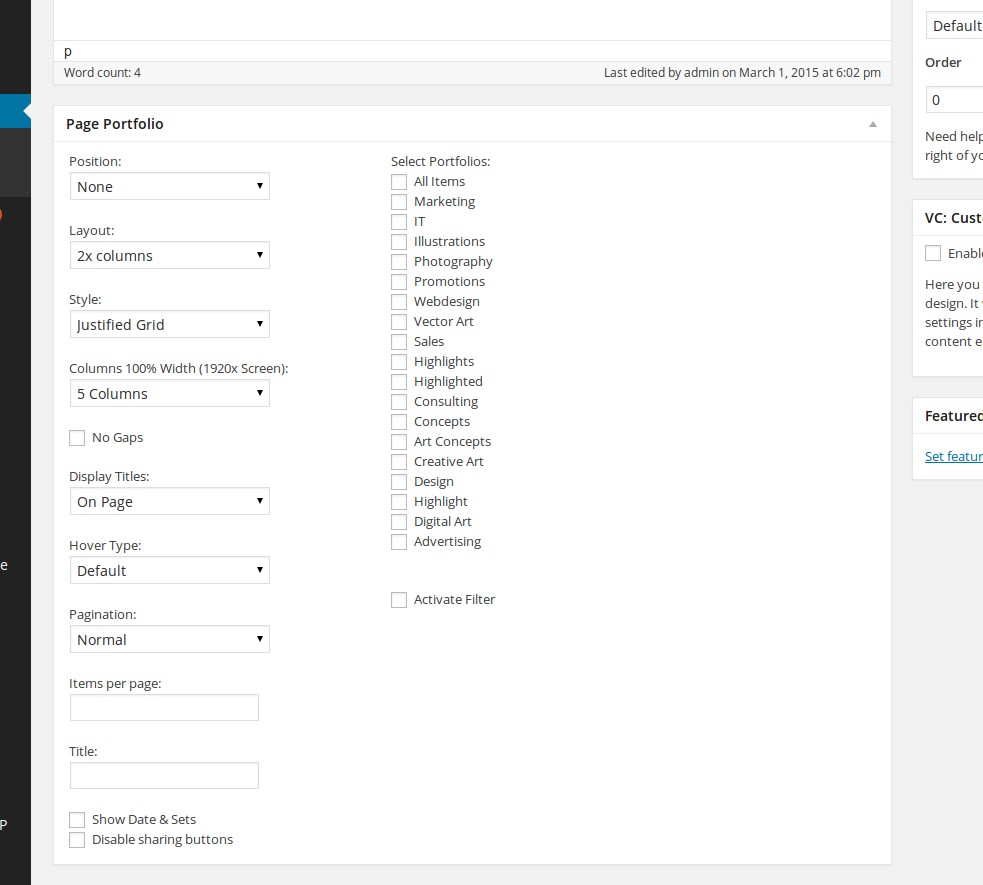 p
Word count: 4
Last edited by admin on March 1, 2015 at 6:02 pm
Page Portfolio
Position:
None
Layout:
2x columns
Style:
Justified Grid
Columns 100% Width (1920x Screen):
5 Columns
No Gaps
Display Titles:
On Page
Hover Type:
Default
Pagination:
Normal
Items per page:
Title:
Show Date & Sets
Disable sharing buttons
Select Portfolios:
All Items
Marketing
IT
Illustrations
Photography
Promotions
Webdesign
Vector Art
Sales
Highlights
Highlighted
Consulting
Concepts
Art Concepts
Creative Art
Design
Highlight
Digital Art
Advertising
Activate Filter
Default
Order
0
Need help
right of yo
VC: Cust
Enable
Here you
design. It
settings in
content e
Featured
Set featur
e
P